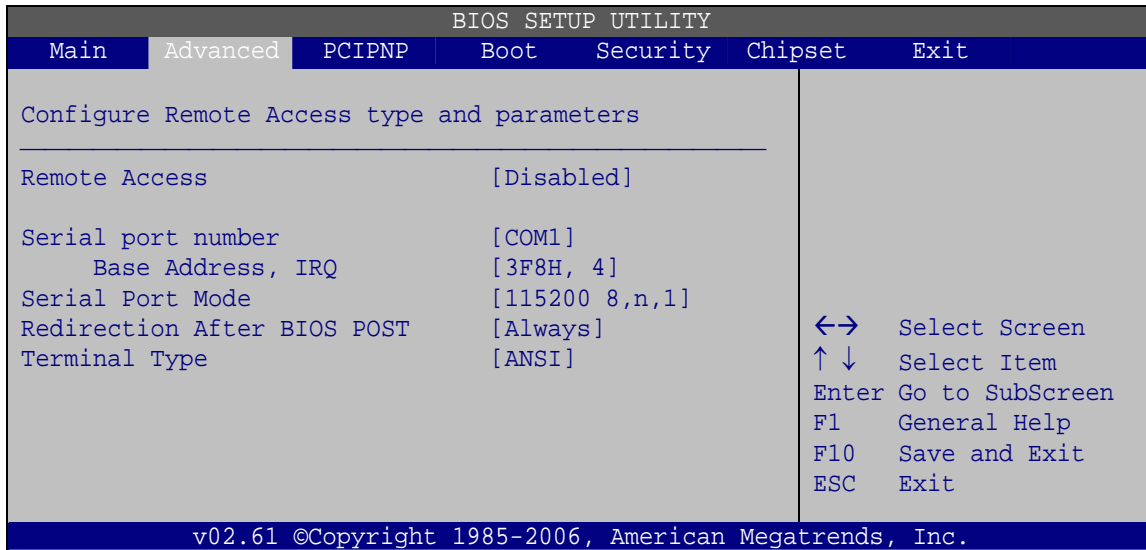 BIOS SETUP UTILITY
Main Advanced PCIPNP Boot Security Chipset Exit
Configure Remote Access type and parameters
Remote Access [Disabled]
Serial port number [COM1]
Base Address, IRQ [3F8H, 4]
Serial Port Mode [115200 8,n,1]
Redirection After BIOS POST [Always]
Terminal Type [ANSI]
←→ Select Screen
↑ ↓ Select Item
Enter Go to SubScreen
F1 General Help
F10 Save and Exit
ESC Exit
v02.61 ©Copyright 1985-2006, American Megatrends, Inc.